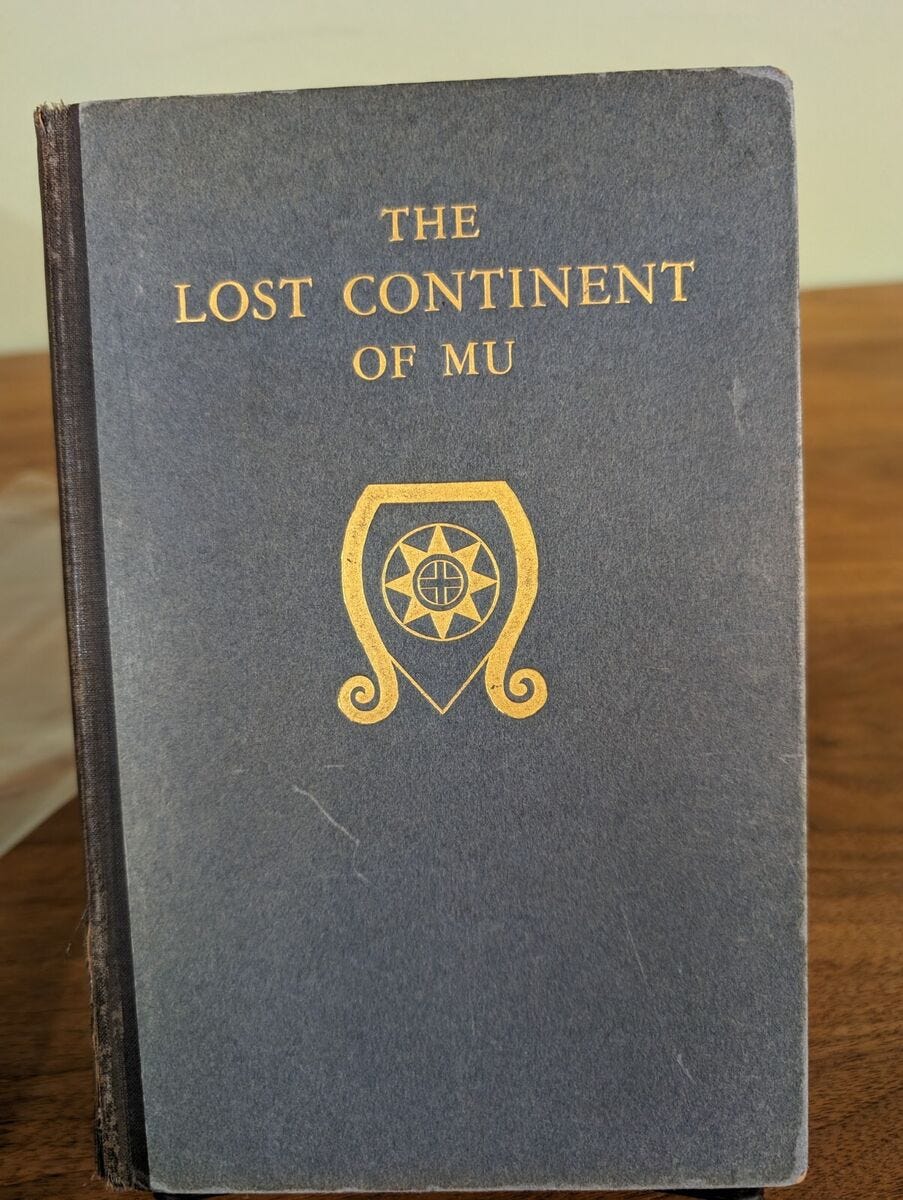 THE
LOST CONTINENT
OF MU